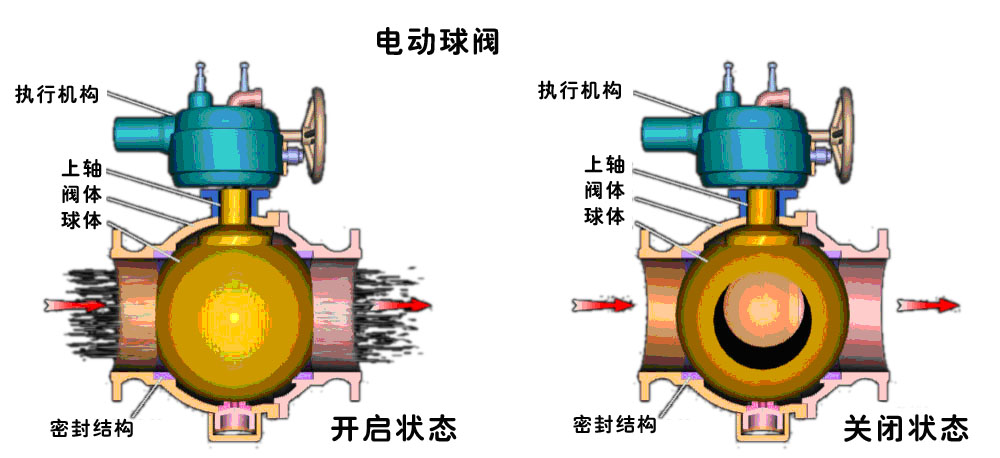 电动球阀
执行机构
上轴
阀体
球体
密封结构
开启状态
执行机构
上轴
阀体
球体
密封结构
关闭状态